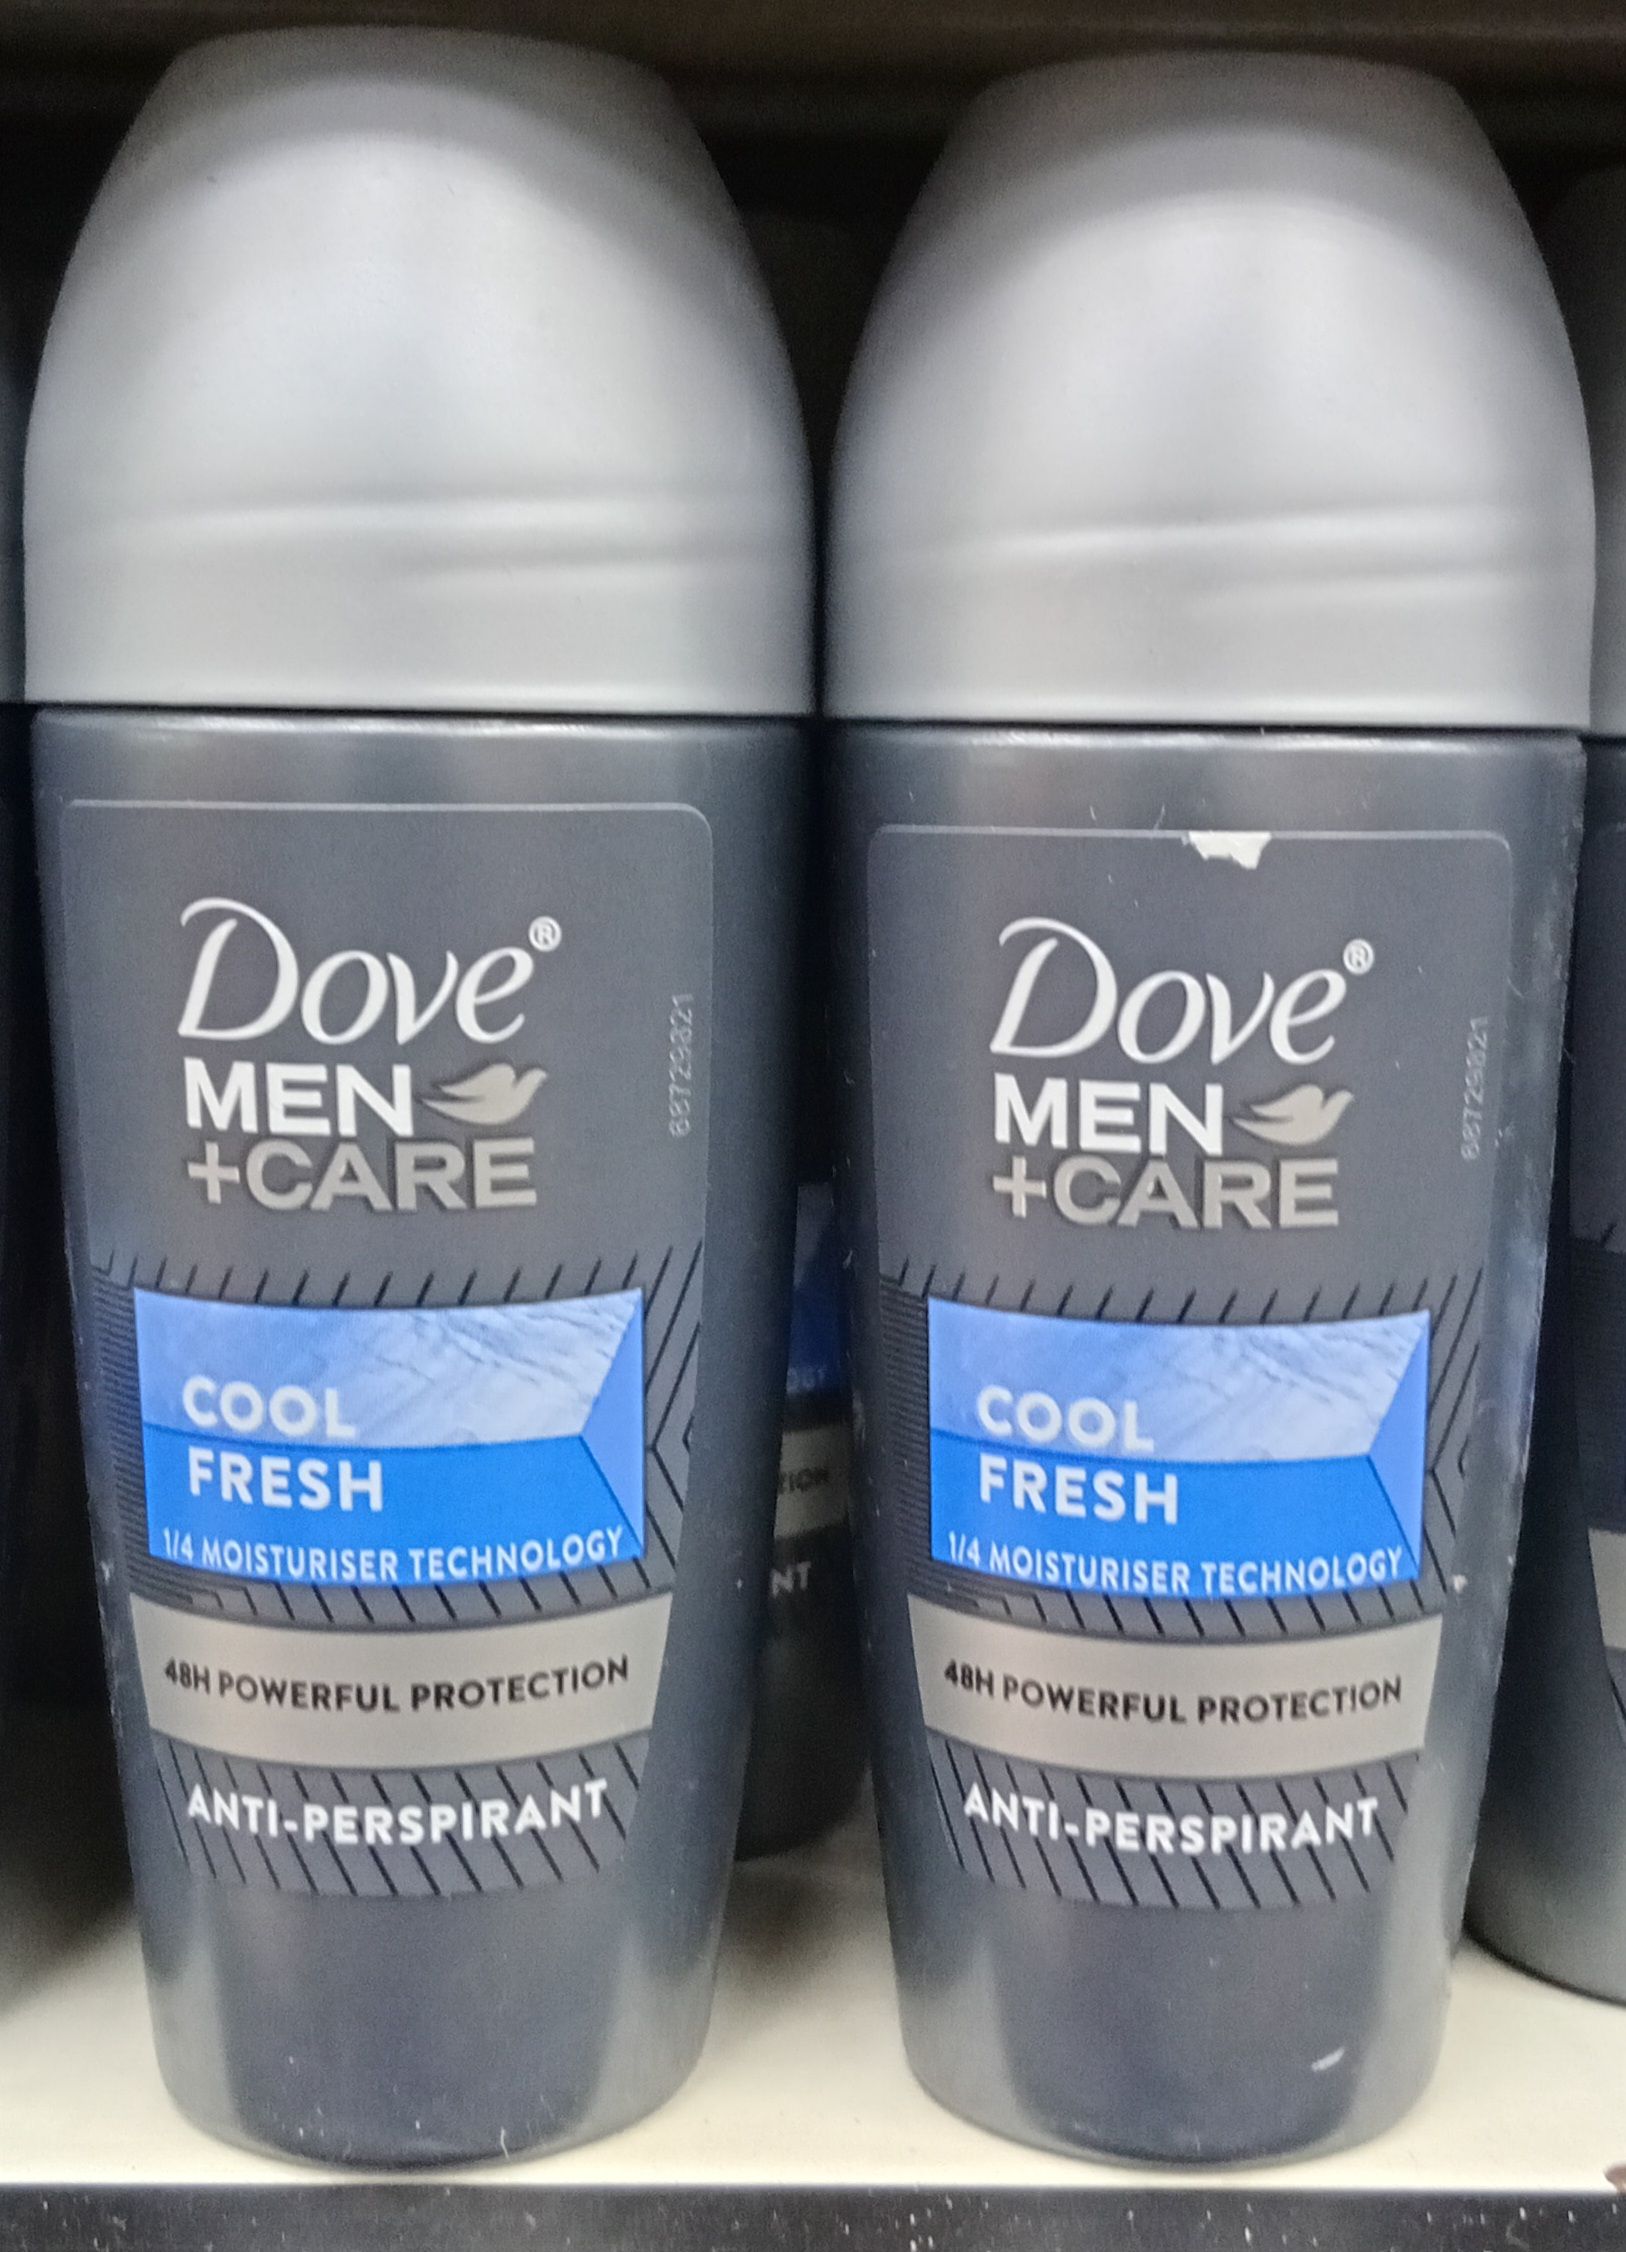 Dove®
MEN
+CARE
COOL
FRESH
1/4 MOISTURISER TECHNOLOGY
48H POWERFUL PROTECTION
ANTI-PERSPIRANT
Dove®
MEN
+CARE
COOL
FRESH
1/4 MOISTURISER TECHNOLOGY
48H POWERFUL PROTECTION
ANTI-PERSPIRANT